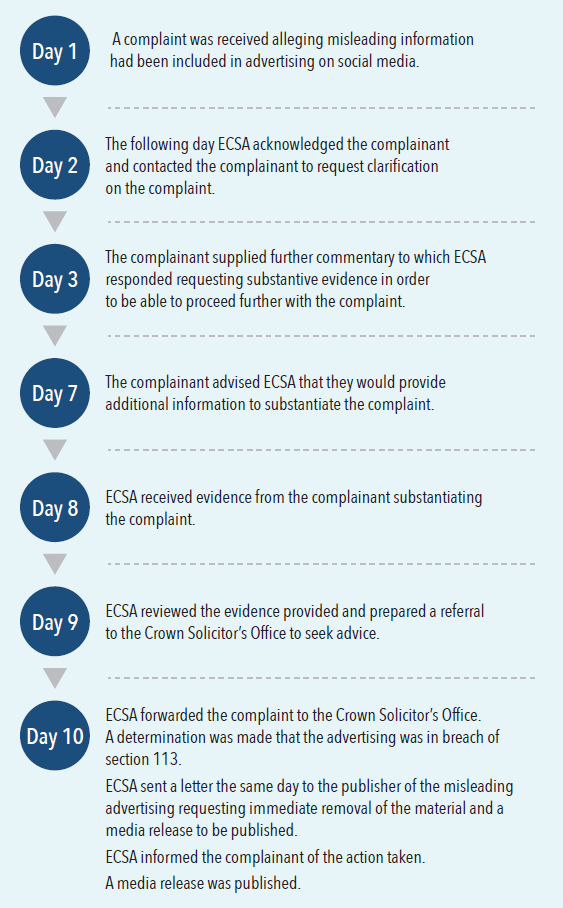 Day 1
A complaint was received alleging misleading information
had been included in advertising on social media.
Day 2
The following day ECSA acknowledged the complainant
and contacted the complainant to request clarification
on the complaint.
Day 3
The complainant supplied further commentary to which ECSA
responded requesting substantive evidence in order
to be able to proceed further with the complaint.
Day 7
The complainant advised ECSA that they would provide
additional information to substantiate the complaint.
Day 8
ECSA received evidence from the complainant substantiating
the complaint.
Day 9
ECSA reviewed the evidence provided and prepared a referral
to the Crown Solicitor’s Office to seek advice.
Day 10
ECSA forwarded the complaint to the Crown Solicitor’s Office.
A determination was made that the advertising was in breach of
section 113.
ECSA sent a letter the same day to the publisher of the misleading
advertising requesting immediate removal of the material and a
media release to be published.
ECSA informed the complainant of the action taken.
A media release was published.